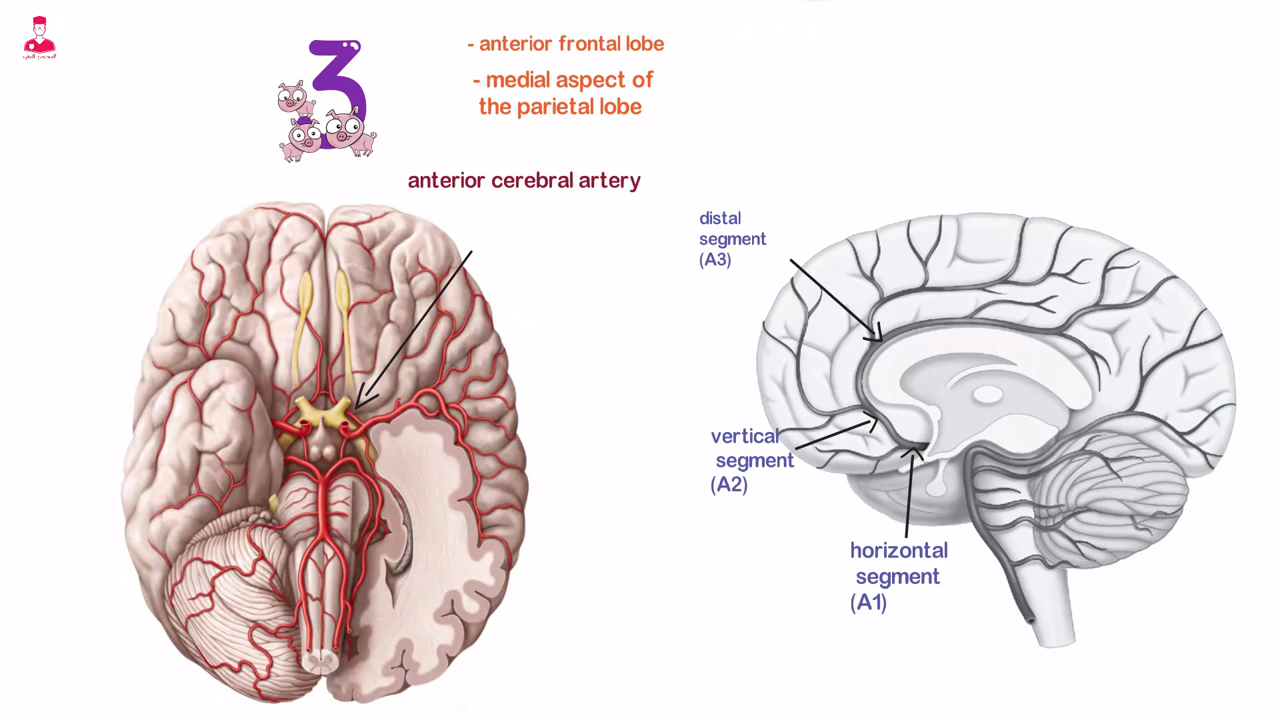 3
- anterior frontal lobe
- medial aspect of
the parietal lobe
anterior cerebral artery
distal
segment
(A3)
vertical
segment
(A2)
horizontal
segment
(A1)